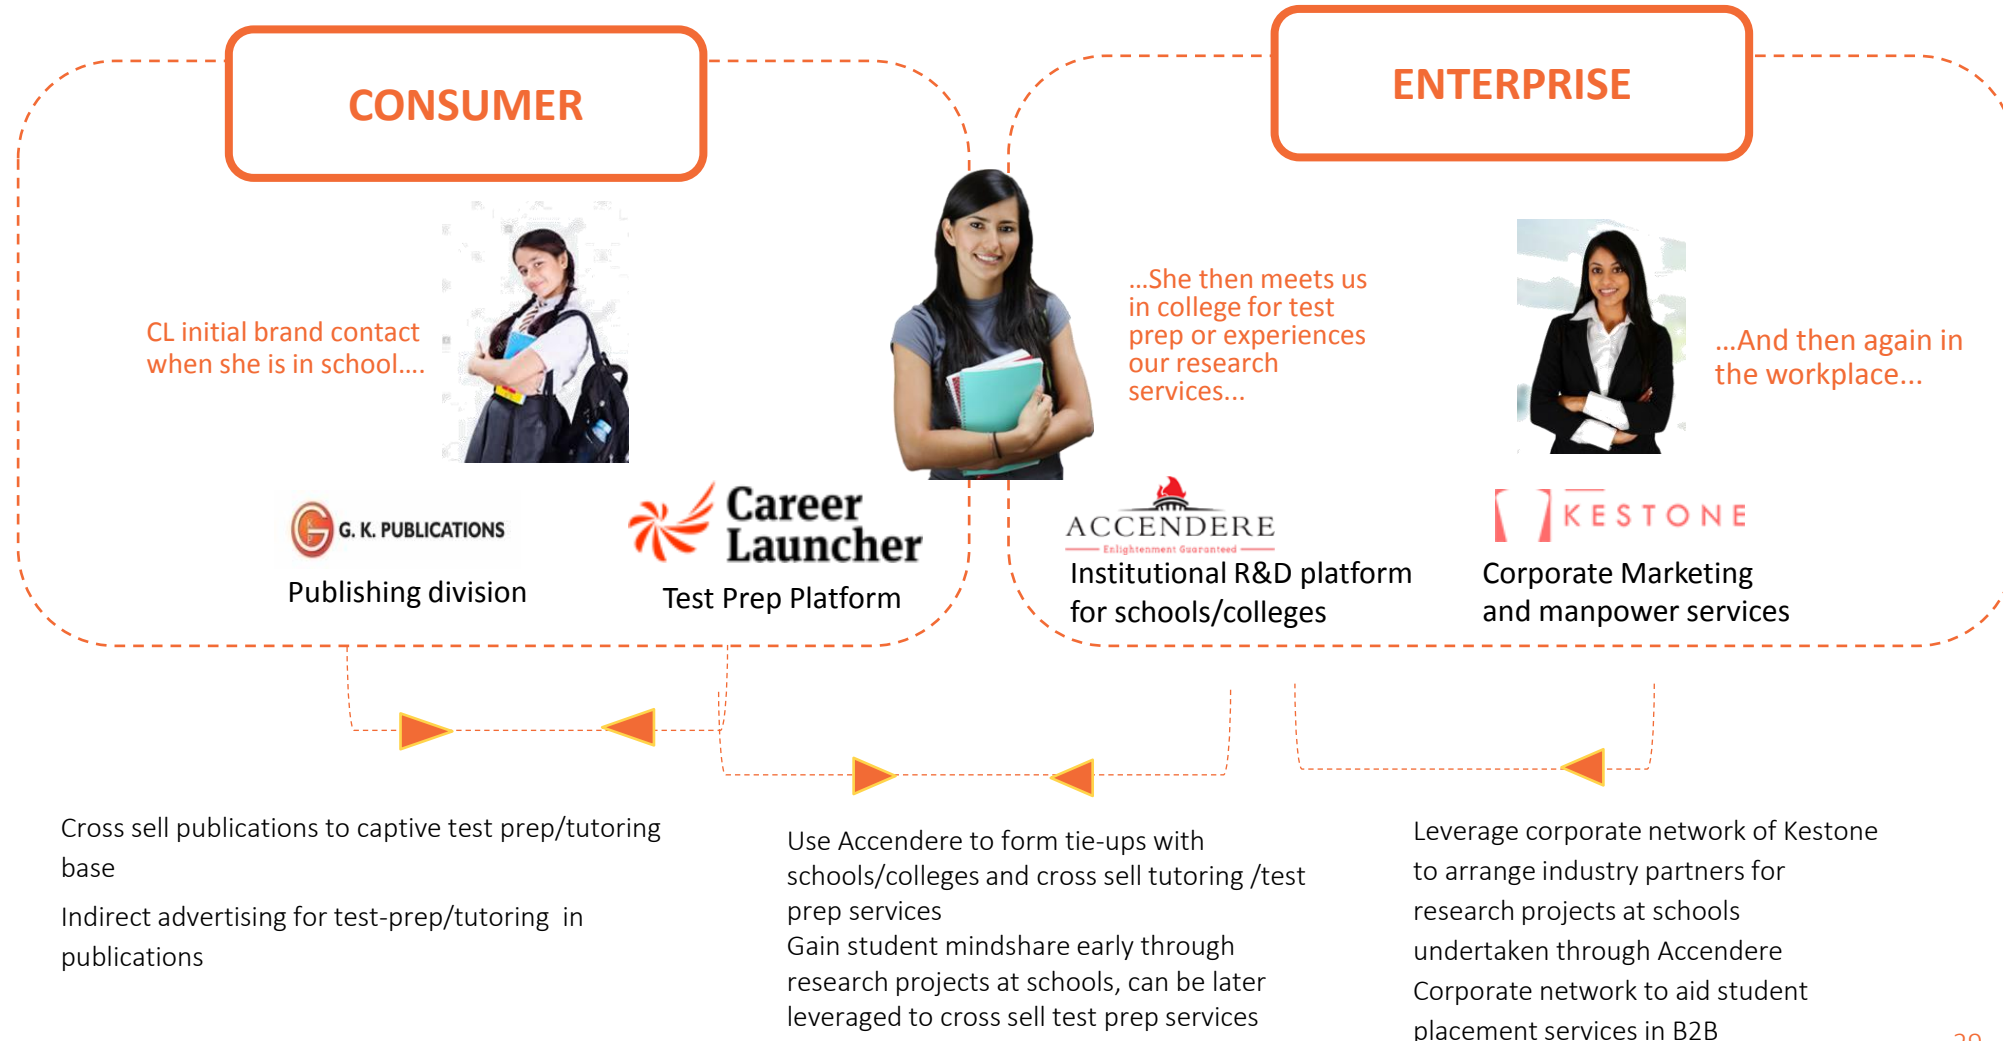 CONSUMER
ENTERPRISE
CL initial brand contact
when she is in school....
...She then meets us
in college for test
prep or experiences
our research
services...
...And then again in
the workplace...
G. K. PUBLICATIONS
Publishing division
Career
Launcher
Test Prep Platform
ACCENDERE
Enlightenment Guaranteed
Institutional R&D platform
for schools/colleges
KESTONE
Corporate Marketing
and manpower services
Cross sell publications to captive test prep/tutoring
base
Indirect advertising for test-prep/tutoring in
publications
Use Accendere to form tie-ups with
schools/colleges and cross sell tutoring /test
prep services
Gain student mindshare early through
research projects at schools, can be later
leveraged to cross sell test prep services
Leverage corporate network of Kestone
to arrange industry partners for
research projects at schools
undertaken through Accendere
Corporate network to aid student
placement services in B2B